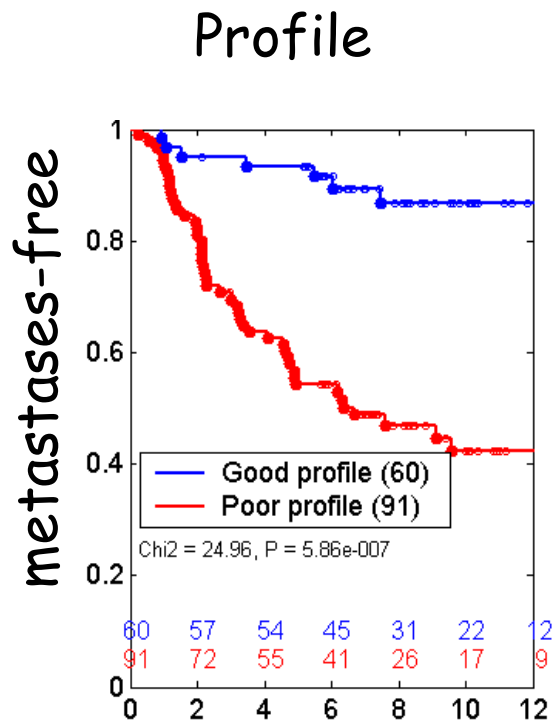 Profile
metastases-free
1
0.8
0.6
0.4
0.2
0
Good profile (60)
Poor profile (91)
Chi2 = 24.96, P = 5.86e-007
60 57 54 45 31 22 12
91 72 55 41 26 17 9
0 2 4 6 8 10 12